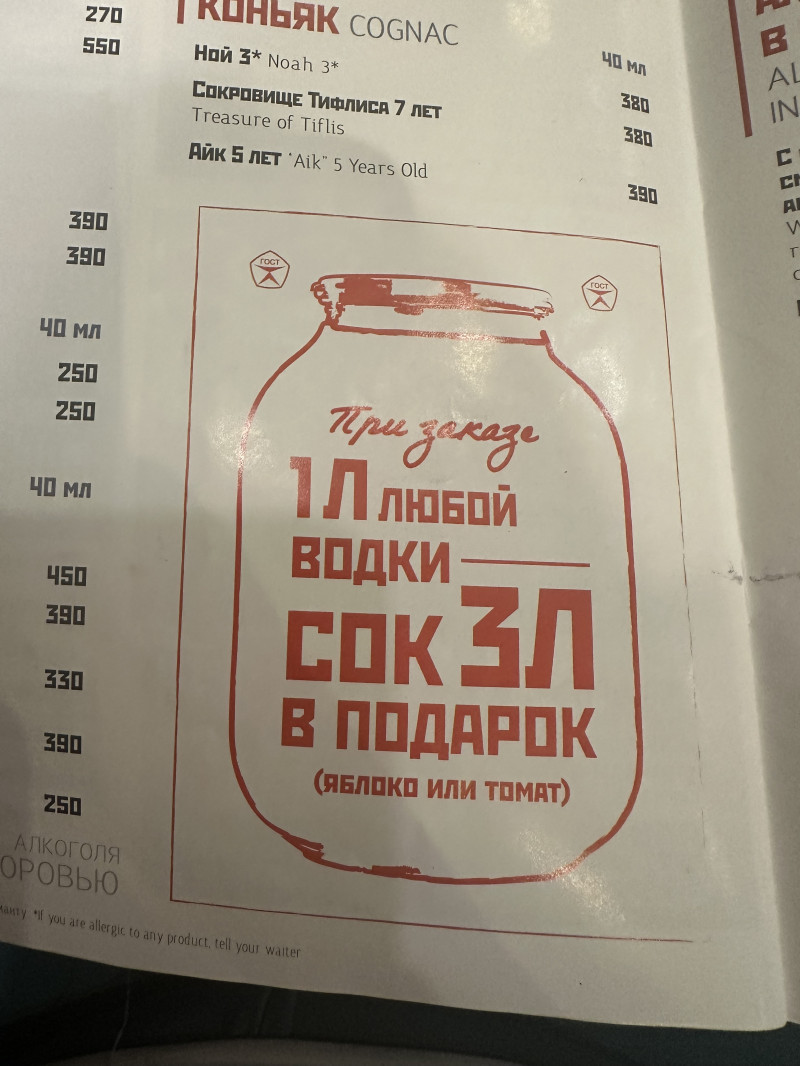 270
550
КОНЬЯК COGNAC
40 мл
Ной 3* Noah 3*
380
Сокровище Тифлиса 7 лет
Treasure of Tiflis
380
Айк 5 лет "Aik" 5 Years Old
390
390
390
40 мл
250
250
40 мл
450
390
330
390
250
АЛКОГОЛЯ
ОРОВЬЮ
*If you are allergic to any product, tell your waiter
ГОСТ
ГОСТ
При заказе
1 Л ЛЮБОЙ
ВОДКИ —
СОК 3Л
В ПОДАРОК
(ЯБЛОКО ИЛИ ТОМАТ)
В
AL
IN
С